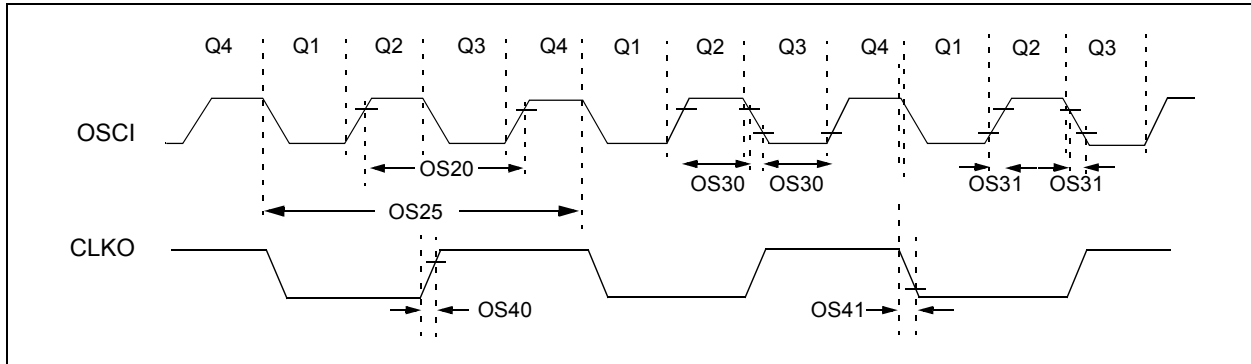 Q4 Q1 Q2 Q3 Q4 Q1 Q2 Q3 Q4 Q1 Q2 Q3
OSCI
OS20
OS30 OS30
OS31 OS31
OS25
CLKO
OS40
OS41